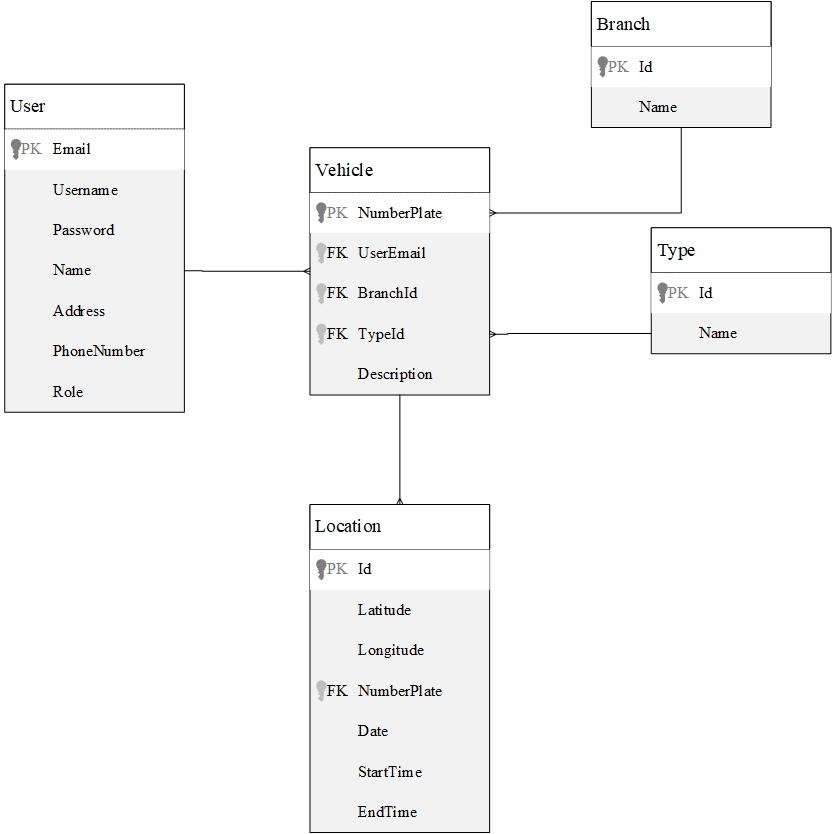 Branch
PK Id
Name
User
PK Email
Username
Password
Name
Address
PhoneNumber
Role
Vehicle
PK NumberPlate
FK UserEmail
FK BranchId
FK TypeId
Description
Type
PK Id
Name
Location
PK Id
Latitude
Longitude
FK NumberPlate
Date
StartTime
EndTime